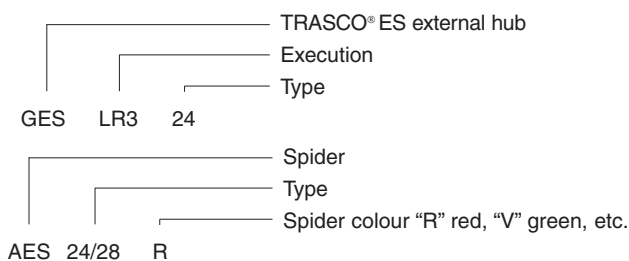 TRASCO® ES external hub
Execution
Type
GES LR3 24
Spider
Type
Spider colour “R” red, “V” green, etc.
AES 24/28 R